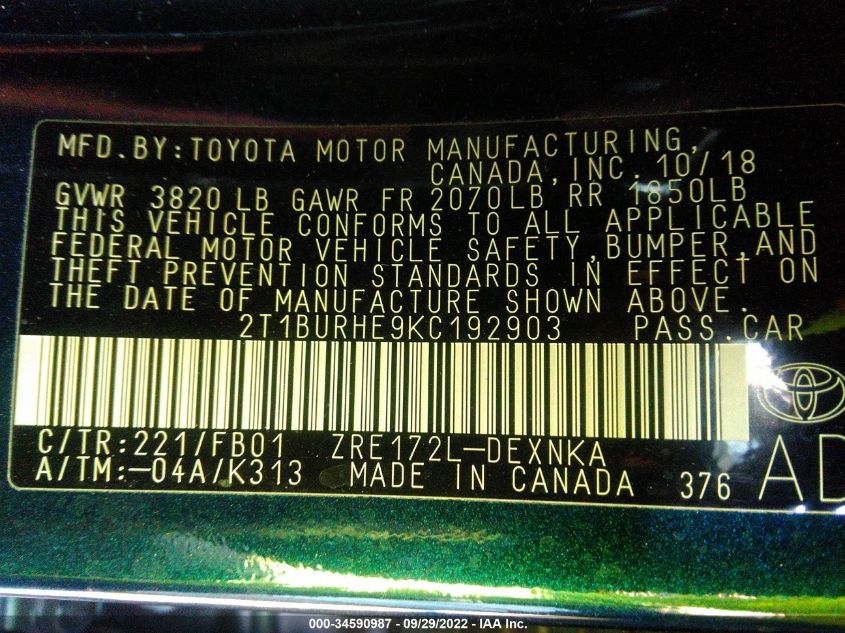 MFD.BY:TOYOTA MOTOR MANUFACTURING,
CANADA,INC.10/18
GVWR 3820LB GAWR FR 2070LB RR 1850LB
THIS VEHICLE CONFORMS TO ALL APPLICABLE
FEDERAL MOTOR VEHICLE SAFETY,BUMPER,AND
THEFT PREVENTION STANDARDS IN EFFECT ON
THE DATE OF MANUFACTURE SHOWN ABOVE.
2T1BURHE9KC192903 PASS.CAR
C/TR:221/FB01 ZRE172L-DEXNKA
A/TM:-04A/K313 MADE IN CANADA 376 AD
000-34590987 - 09/29/2022 - IAA Inc.